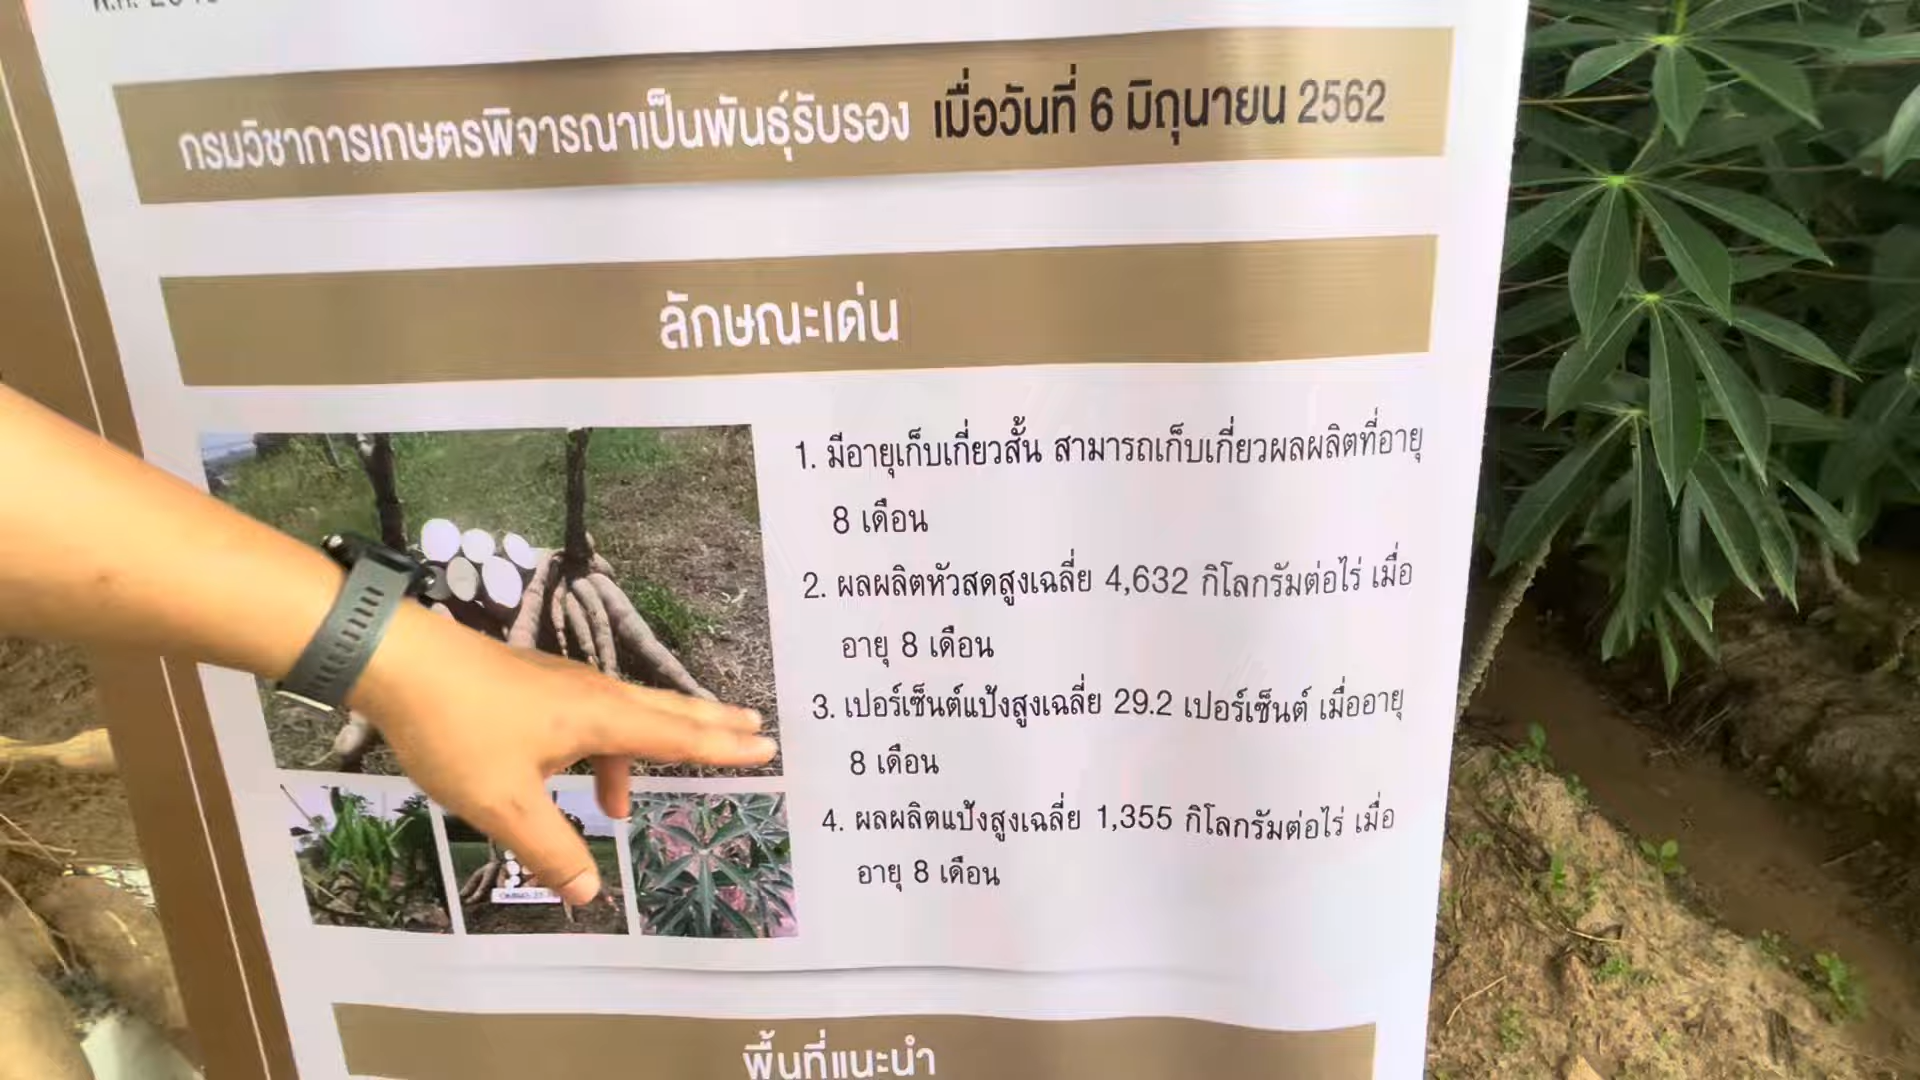 กรมวิชาการเกษตรพิจารณาเป็นพันธุ์รับรอง เมื่อวันที่ 6 มิถุนายน 2562
ลักษณะเด่น
1. มีอายุเก็บเกี่ยวสั้น สามารถเก็บเกี่ยวผลผลิตที่อายุ
8 เดือน
2. ผลผลิตหัวสดสูงเฉลี่ย 4,632 กิโลกรัมต่อไร่ เมื่อ
อายุ 8 เดือน
3. เปอร์เซ็นต์แป้งสูงเฉลี่ย 29.2 เปอร์เซ็นต์ เมื่ออายุ
8 เดือน
4. ผลผลิตแป้งสูงเฉลี่ย 1,355 กิโลกรัมต่อไร่ เมื่อ
อายุ 8 เดือน
พื้นที่แนะนำ